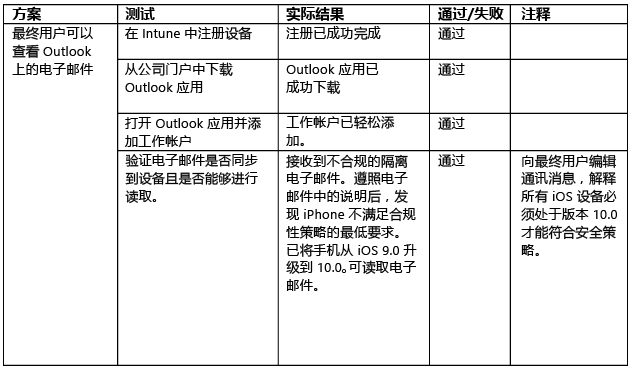 方案 测试 实际结果 通过/失败 注释
最终用户可以
查看 Outlook
上的电子邮件
在 Intune 中注册设备
注册已成功完成
通过
从公司门户中下载
Outlook 应用
Outlook 应用已
成功下载
通过
打开 Outlook 应用并添
加工作帐户
工作帐户已轻松添
加。
通过
验证电子邮件是否同步
到设备且是否能够进行
读取。
接收到不合规的隔离
电子邮件。遵照电子
邮件中的说明后，发
现 iPhone 不满足合规
性策略的最低要求。
已将手机从 iOS 9.0 升
级到 10.0。可读取电子
邮件。
通过
向最终用户编辑
通讯消息，解释
所有 iOS 设备必
须处于版本 10.0
才能符合安全策
略。